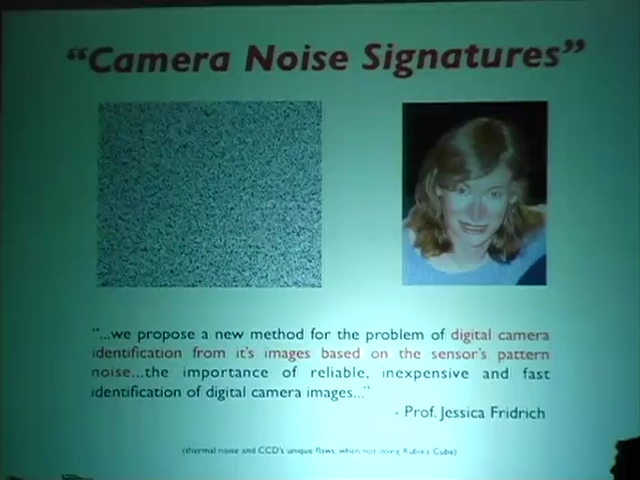 “Camera Noise Signatures”
“...we propose a new method for the problem of digital camera
identification from it's images based on the sensor's pattern
noise...the importance of reliable, inexpensive and fast
identification of digital camera images...”
- Prof. Jessica Fridrich
(thermal noise and CCD's unique flaws, when not doing Rubik's Cube)